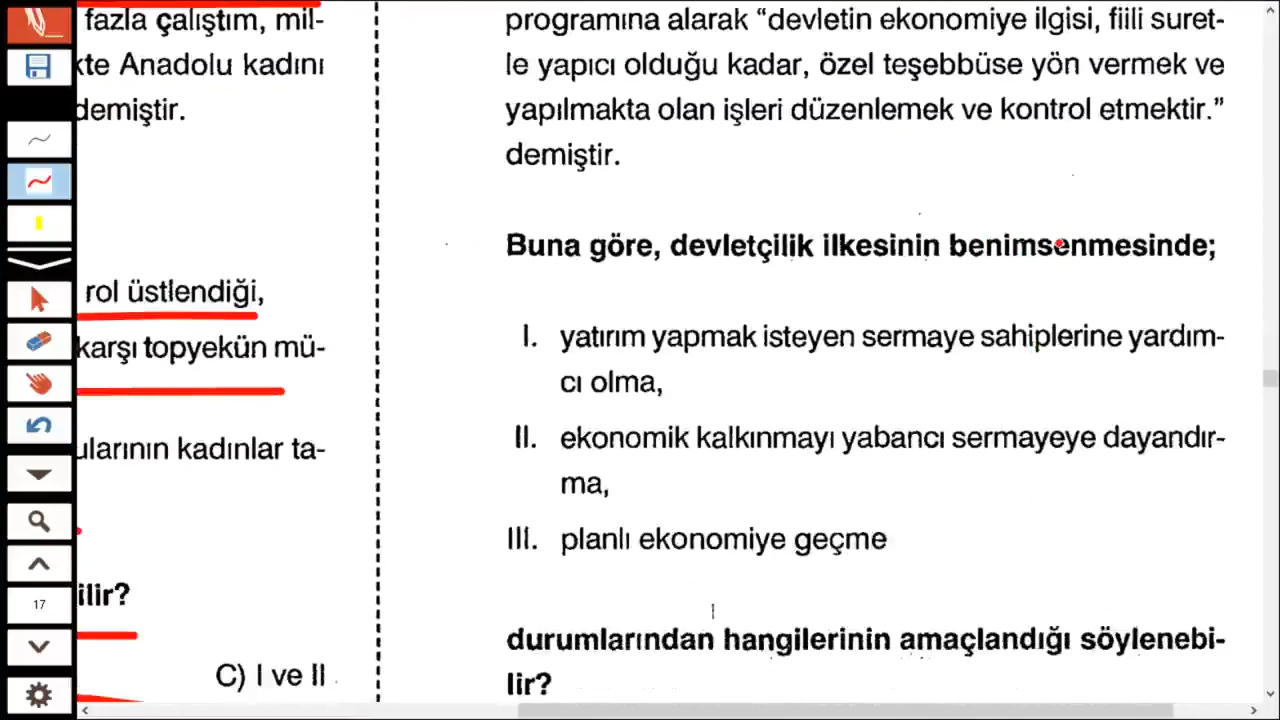 fazla çalıştım, mil-
kte Anadolu kadını
demiştir.
rol üstlendiği,
karşı topyekün mü-
ularının kadınlar ta-
ilir?
C) I ve II
programına alarak “devletin ekonomiye ilgisi, fiili suret-
le yapıcı olduğu kadar, özel teşebbüse yön vermek ve
yapılmakta olan işleri düzenlemek ve kontrol etmektir.”
demiştir.
Buna göre, devletçilik ilkesinin benimsenmesinde;
I. yatırım yapmak isteyen sermaye sahiplerine yardım-
cı olma,
II. ekonomik kalkınmayı yabancı sermayeye dayandır-
ma,
III. planlı ekonomiye geçme
durumlarından hangilerinin amaçlandığı söylenebi-
lir?
17